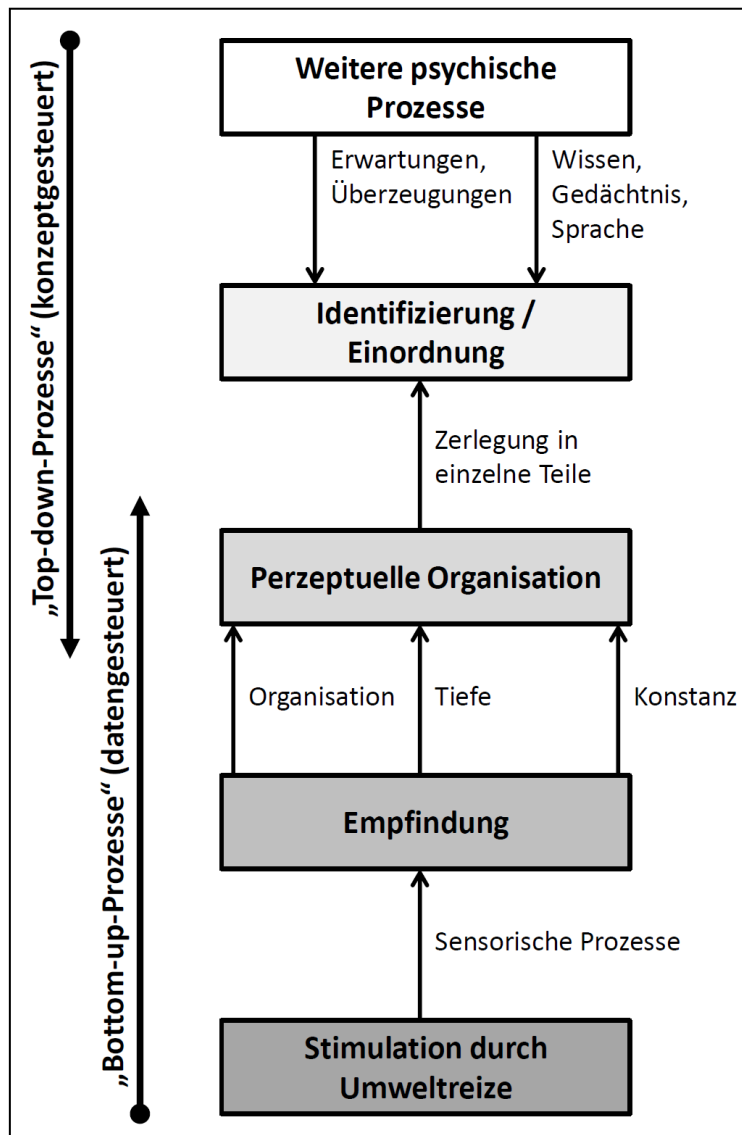 Weitere psychische
Prozesse
Erwartungen,
Überzeugungen
Wissen,
Gedächtnis,
Sprache
Identifizierung /
Einordnung
Zerlegung in
einzelne Teile
Perzeptuelle Organisation
Organisation
Tiefe
Konstanz
Empfindung
Sensorische Prozesse
Stimulation durch
Umweltreize
„Top-down-Prozesse“ (konzeptgesteuert)
„Bottom-up-Prozesse“ (datengesteuert)